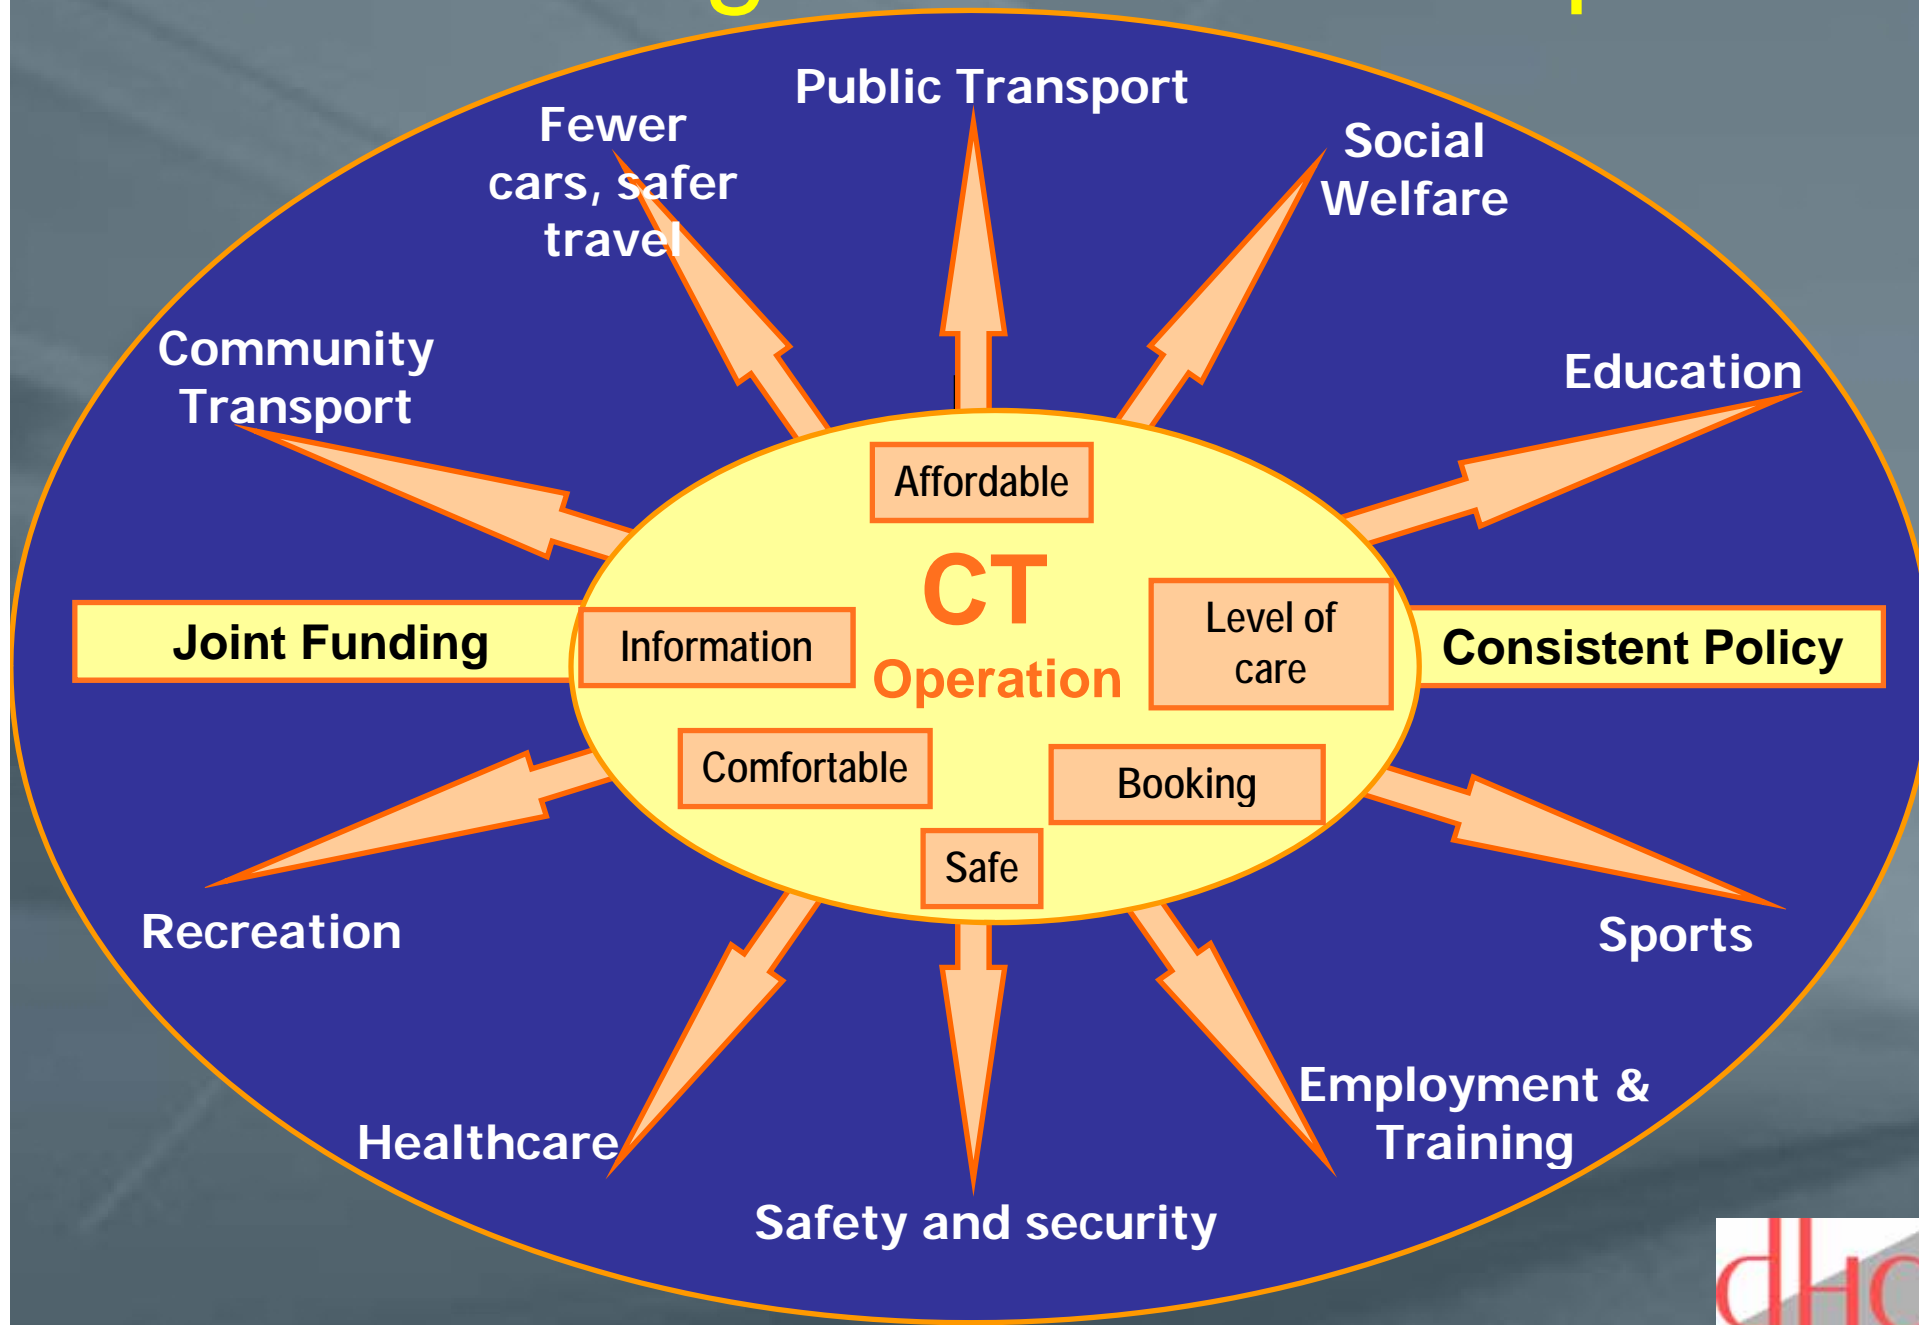 Public Transport
Fewer
cars, safer
travel
Social
Welfare
Community
Transport
Education
Affordable
CT
Operation
Joint Funding
Information
Level of
care
Consistent Policy
Comfortable
Booking
Safe
Recreation
Sports
Healthcare
Employment &
Training
Safety and security